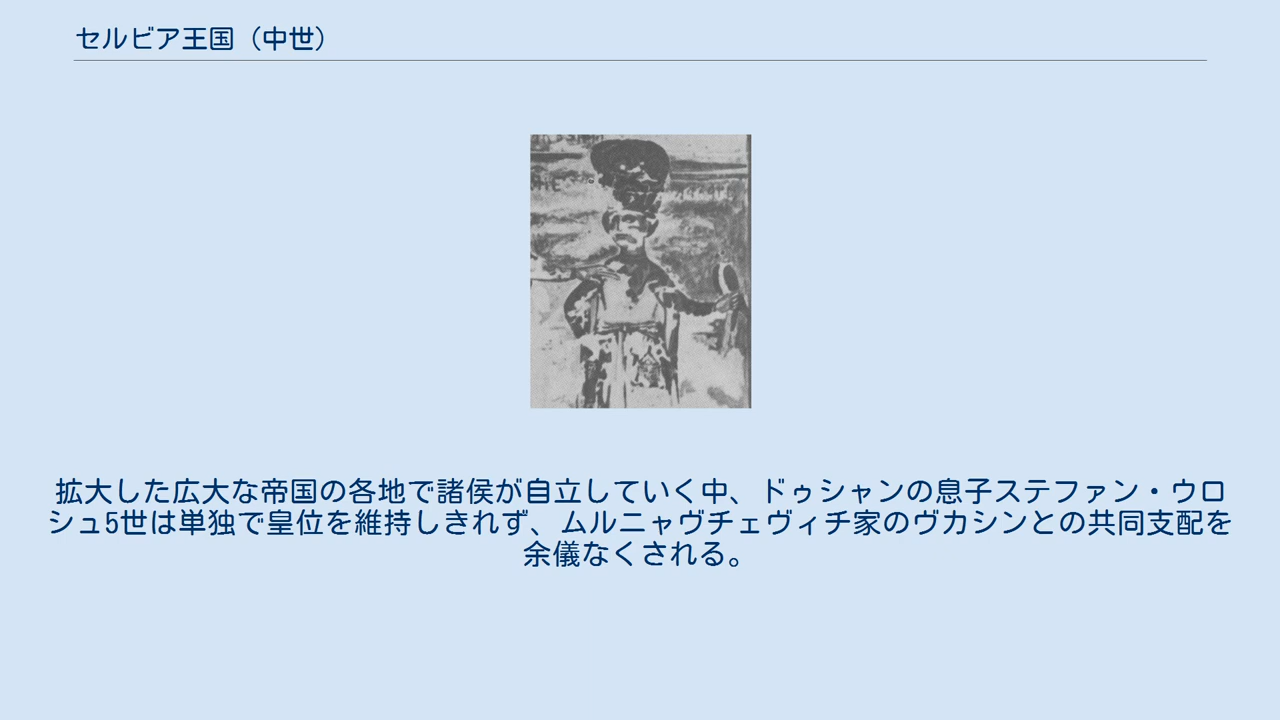 セルビア王国（中世）
拡大した広大な帝国の各地で諸侯が自立していく中、ドゥシャンの息子ステファン・ウロ
シュ5世は単独で皇位を維持しきれず、ムルニャヴチェヴィチ家のヴカシンとの共同支配を
余儀なくされる。